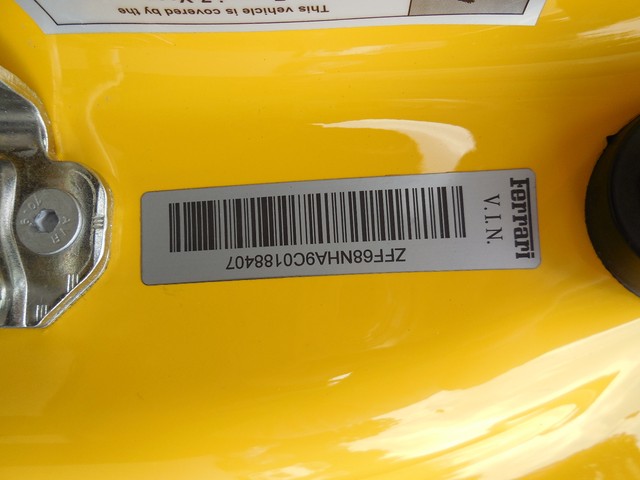 Ferrari
V.I.N.
ZFF68NHA9C0188407
This vehicle is covered by the